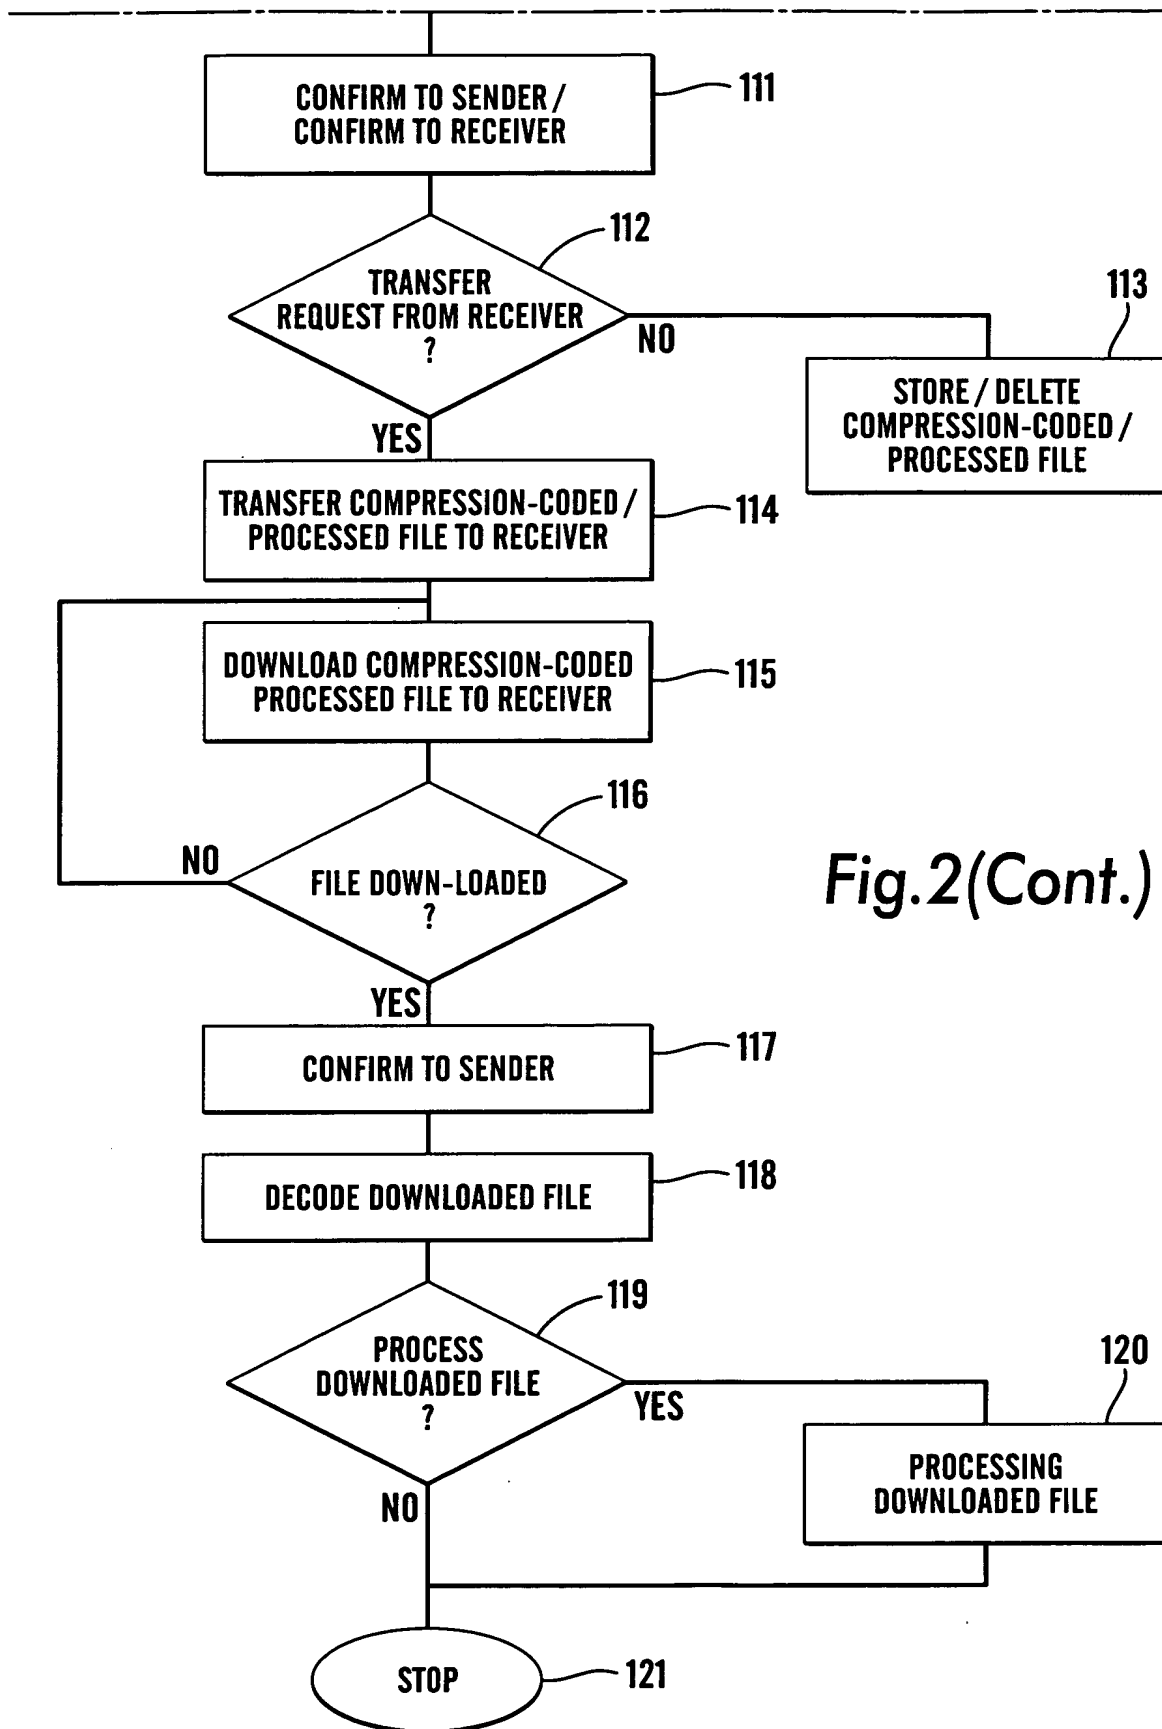 CONFIRM TO SENDER /
CONFIRM TO RECEIVER
111
TRANSFER
REQUEST FROM RECEIVER
?
112
NO
113
STORE / DELETE
COMPRESSION-CODED /
PROCESSED FILE
YES
TRANSFER COMPRESSION-CODED /
PROCESSED FILE TO RECEIVER
114
DOWNLOAD COMPRESSION-CODED
PROCESSED FILE TO RECEIVER
115
116
NO
FILE DOWN-LOADED
?
Fig.2(Cont.)
YES
CONFIRM TO SENDER
117
DECODE DOWNLOADED FILE
118
119
PROCESS
DOWNLOADED FILE
?
YES
120
PROCESSING
DOWNLOADED FILE
NO
STOP
121